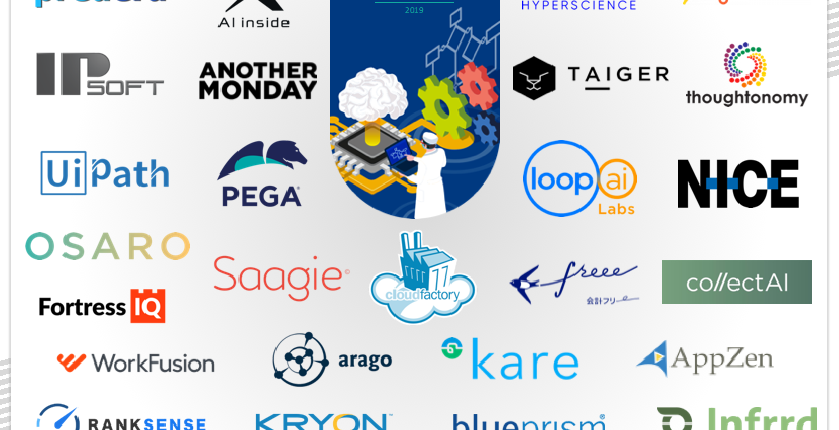 AI inside
2019
HYPERSCIENCE
IPSOFT
ANOTHER
MONDAY
TAIGER
thoughtonomy
UiPath
PEGA
loop ai
Labs
NICE
OSARO
Saagie
cloudfactory
freee
会計フリー
collectAI
Fortress IQ
WorkFusion
arago
kare
AppZen
RANKSENSE
KRYON
blueprism
Infrrd